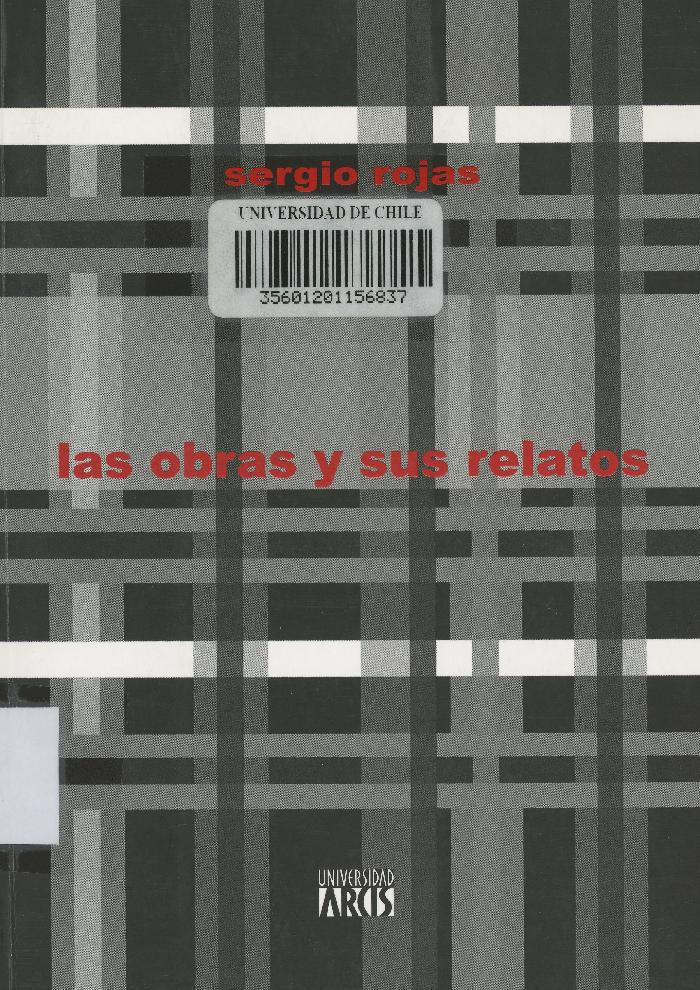 sergio rojas
UNIVERSIDAD DE CHILE
35601201156837
las obras y sus relatos
UNIVERSIDAD
ARCIS